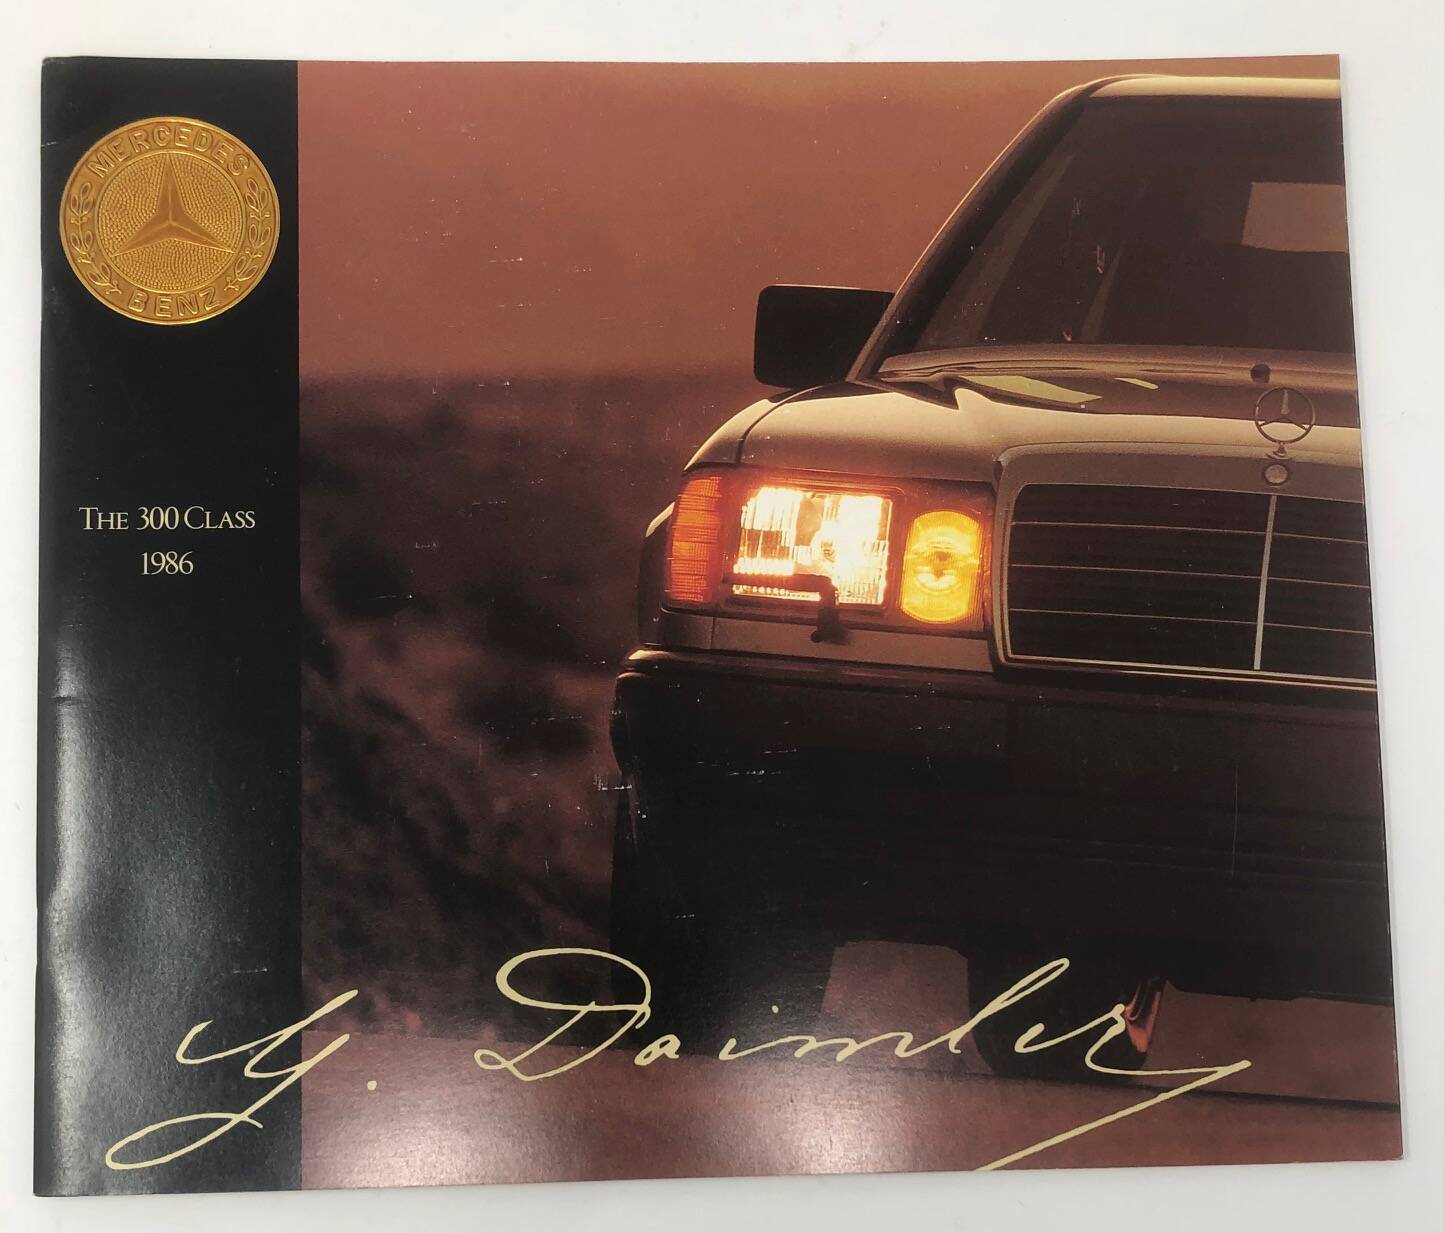 MERCEDES
BENZ
THE 300 CLASS
1986
G. Daimler